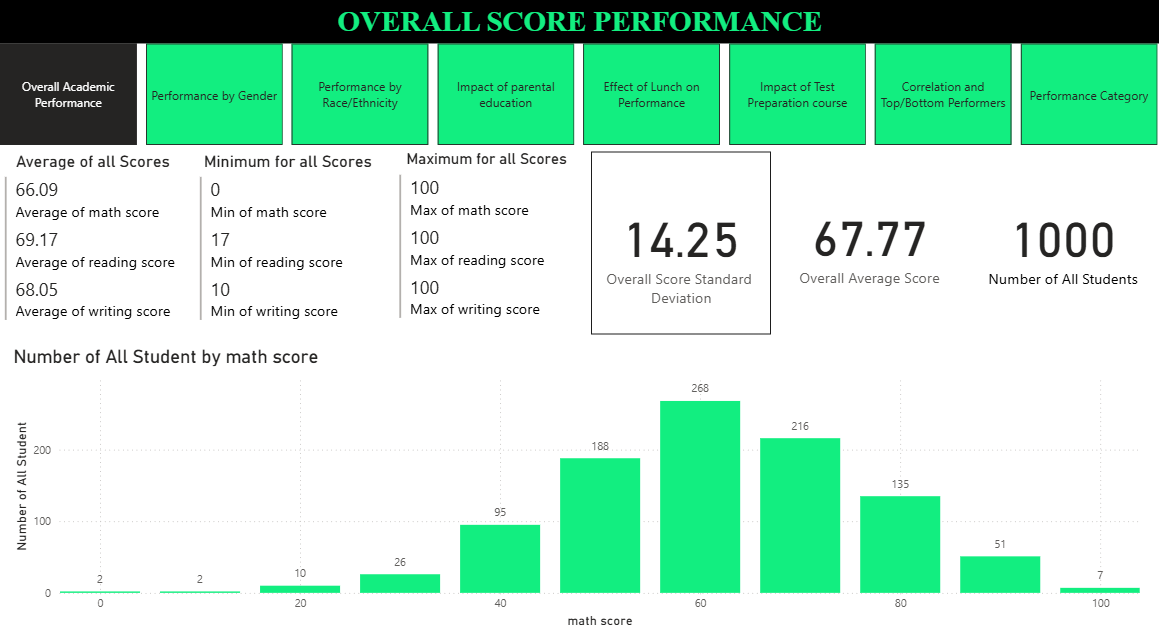 OVERALL SCORE PERFORMANCE
Overall Academic
Performance
Performance by Gender
Performance by
Race/Ethnicity
Impact of parental
education
Effect of Lunch on
Performance
Impact of Test
Preparation course
Correlation and
Top/Bottom Performers
Performance Category
Average of all Scores
66.09
Average of math score
69.17
Average of reading score
68.05
Average of writing score
Minimum for all Scores
0
Min of math score
17
Min of reading score
10
Min of writing score
Maximum for all Scores
100
Max of math score
100
Max of reading score
100
Max of writing score
14.25
Overall Score Standard
Deviation
67.77
Overall Average Score
1000
Number of All Students
Number of All Student by math score
Number of All Student
200
100
0
2
2
10
26
95
188
268
216
135
51
7
0
20
40
60
80
100
math score